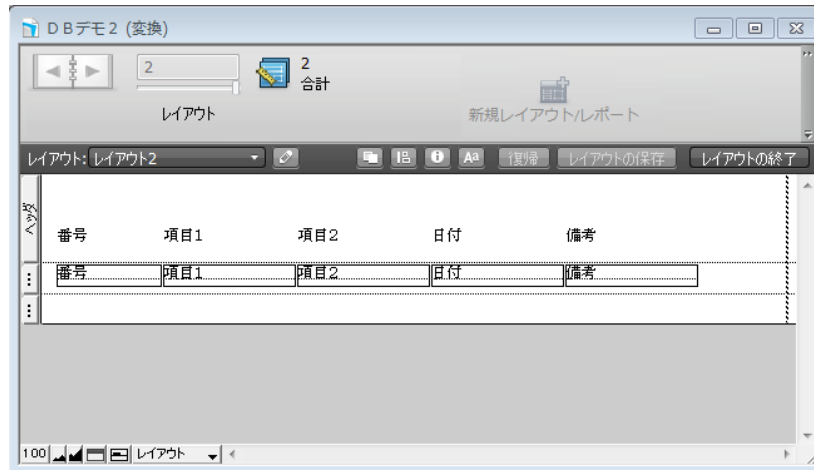 DBデモ2 (変換)
2
2
合計
レイアウト
新規レイアウト/レポート
レイアウト: レイアウト2
Aa
復帰
レイアウトの保存
レイアウトの終了
ヘッダ
番号 項目1 項目2 日付 備考
番号 項目1 項目2 日付 備考
100
レイアウト